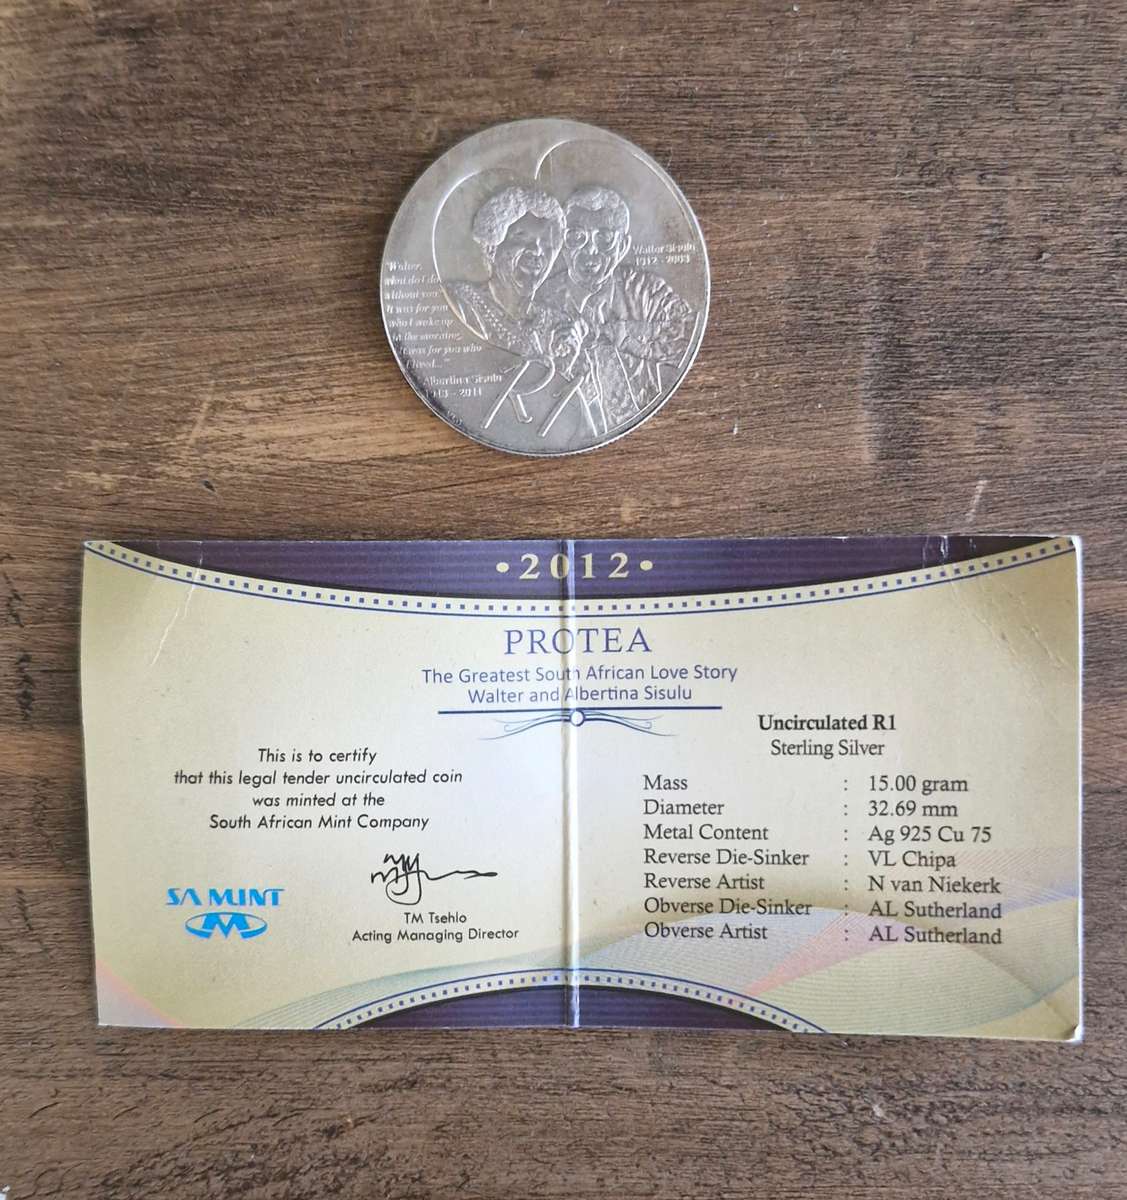 "Walter,
what do I do
without you?
It was for you
who I woke up
in the morning,
it was for you who
I lived..."
Albertina Sisulu
1918 - 2011
Walter Sisulu
1912 - 2003
•2012•
PROTEA
The Greatest South African Love Story
Walter and Albertina Sisulu
This is to certify
that this legal tender uncirculated coin
was minted at the
South African Mint Company
SA MINT
TM Tsehlo
Acting Managing Director
Uncirculated R1
Sterling Silver
Mass : 15.00 gram
Diameter : 32.69 mm
Metal Content : Ag 925 Cu 75
Reverse Die-Sinker : VL Chipa
Reverse Artist : N van Niekerk
Obverse Die-Sinker : AL Sutherland
Obverse Artist : AL Sutherland